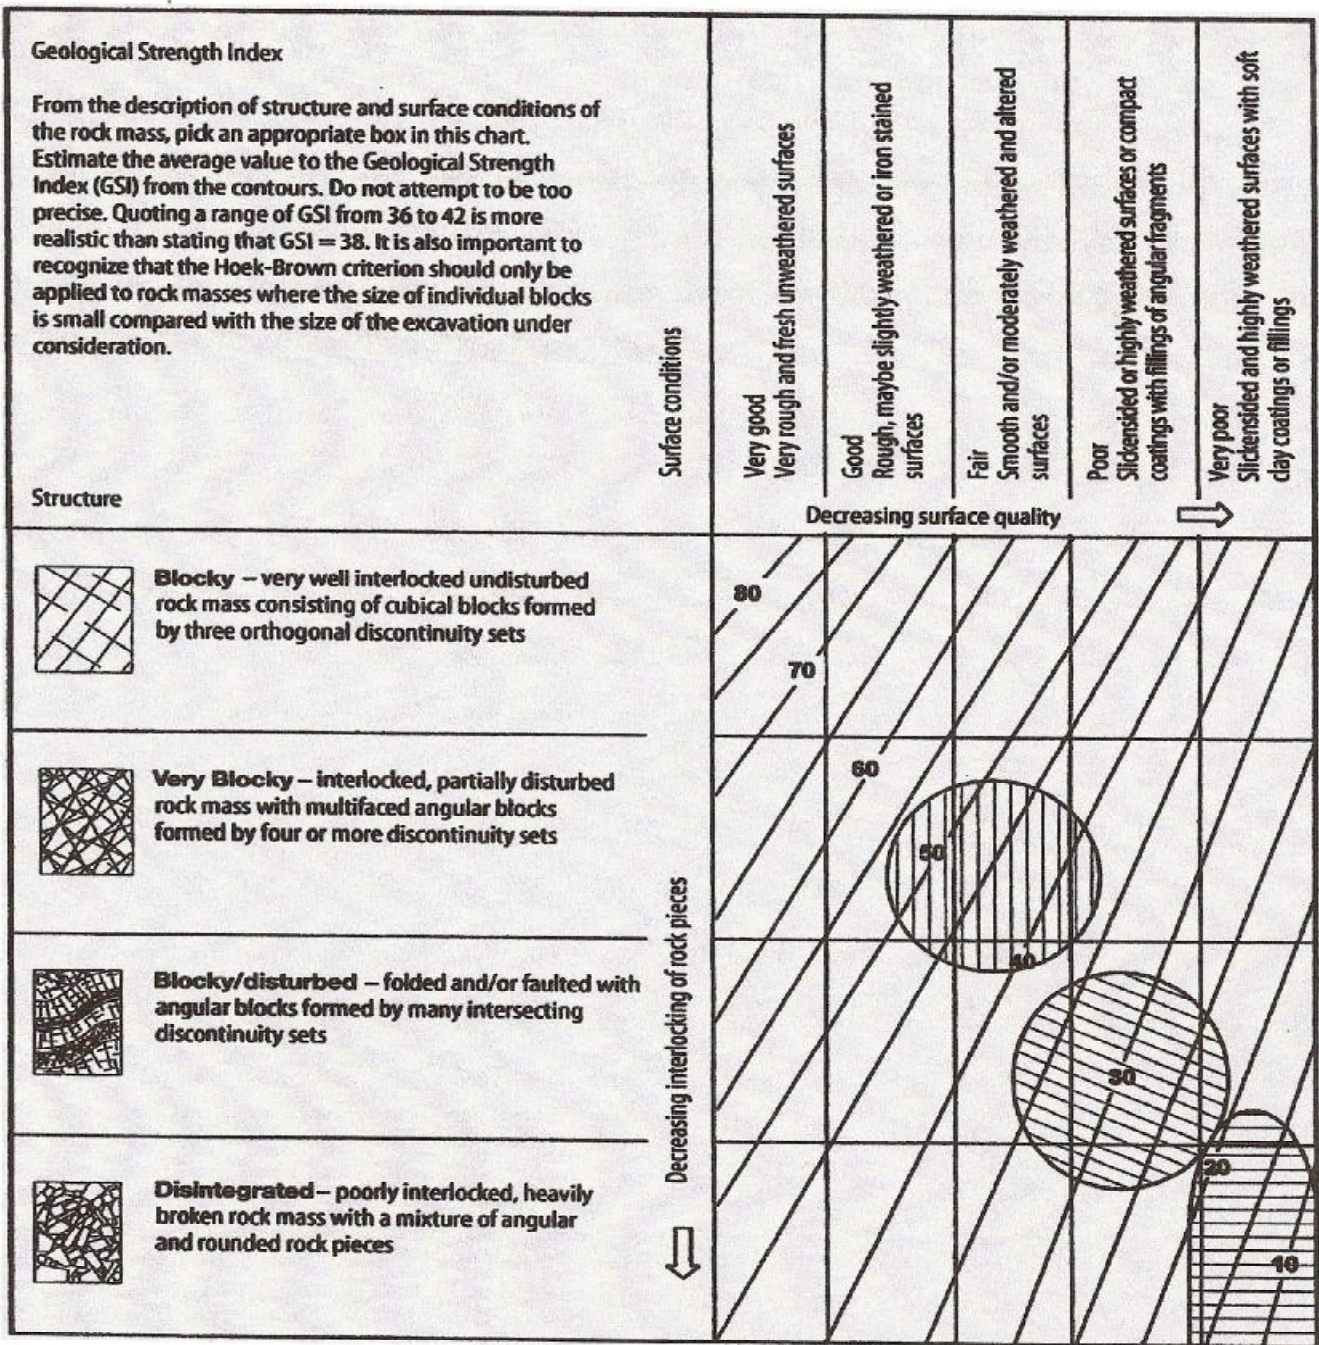 Geological Strength Index
From the description of structure and surface conditions of
the rock mass, pick an appropriate box in this chart.
Estimate the average value to the Geological Strength
Index (GSI) from the contours. Do not attempt to be too
precise. Quoting a range of GSI from 36 to 42 is more
realistic than stating that GSI = 38. It is also important to
recognize that the Hoek-Brown criterion should only be
applied to rock masses where the size of individual blocks
is small compared with the size of the excavation under
consideration.
Structure
Surface conditions
Very good
Very rough and fresh unweathered surfaces
Good
Rough, maybe slightly weathered or iron stained
surfaces
Fair
Smooth and/or moderately weathered and altered
surfaces
Poor
Slickensided or highly weathered surfaces or compact
coatings with fillings of angular fragments
Very poor
Slickensided and highly weathered surfaces with soft
clay coatings or fillings
Decreasing surface quality
Blocky – very well interlocked undisturbed
rock mass consisting of cubical blocks formed
by three orthogonal discontinuity sets
Very Blocky – interlocked, partially disturbed
rock mass with multifaced angular blocks
formed by four or more discontinuity sets
Blocky/disturbed – folded and/or faulted with
angular blocks formed by many intersecting
discontinuity sets
Disintegrated – poorly interlocked, heavily
broken rock mass with a mixture of angular
and rounded rock pieces
Decreasing interlocking of rock pieces
80
70
60
50
40
30
20
10